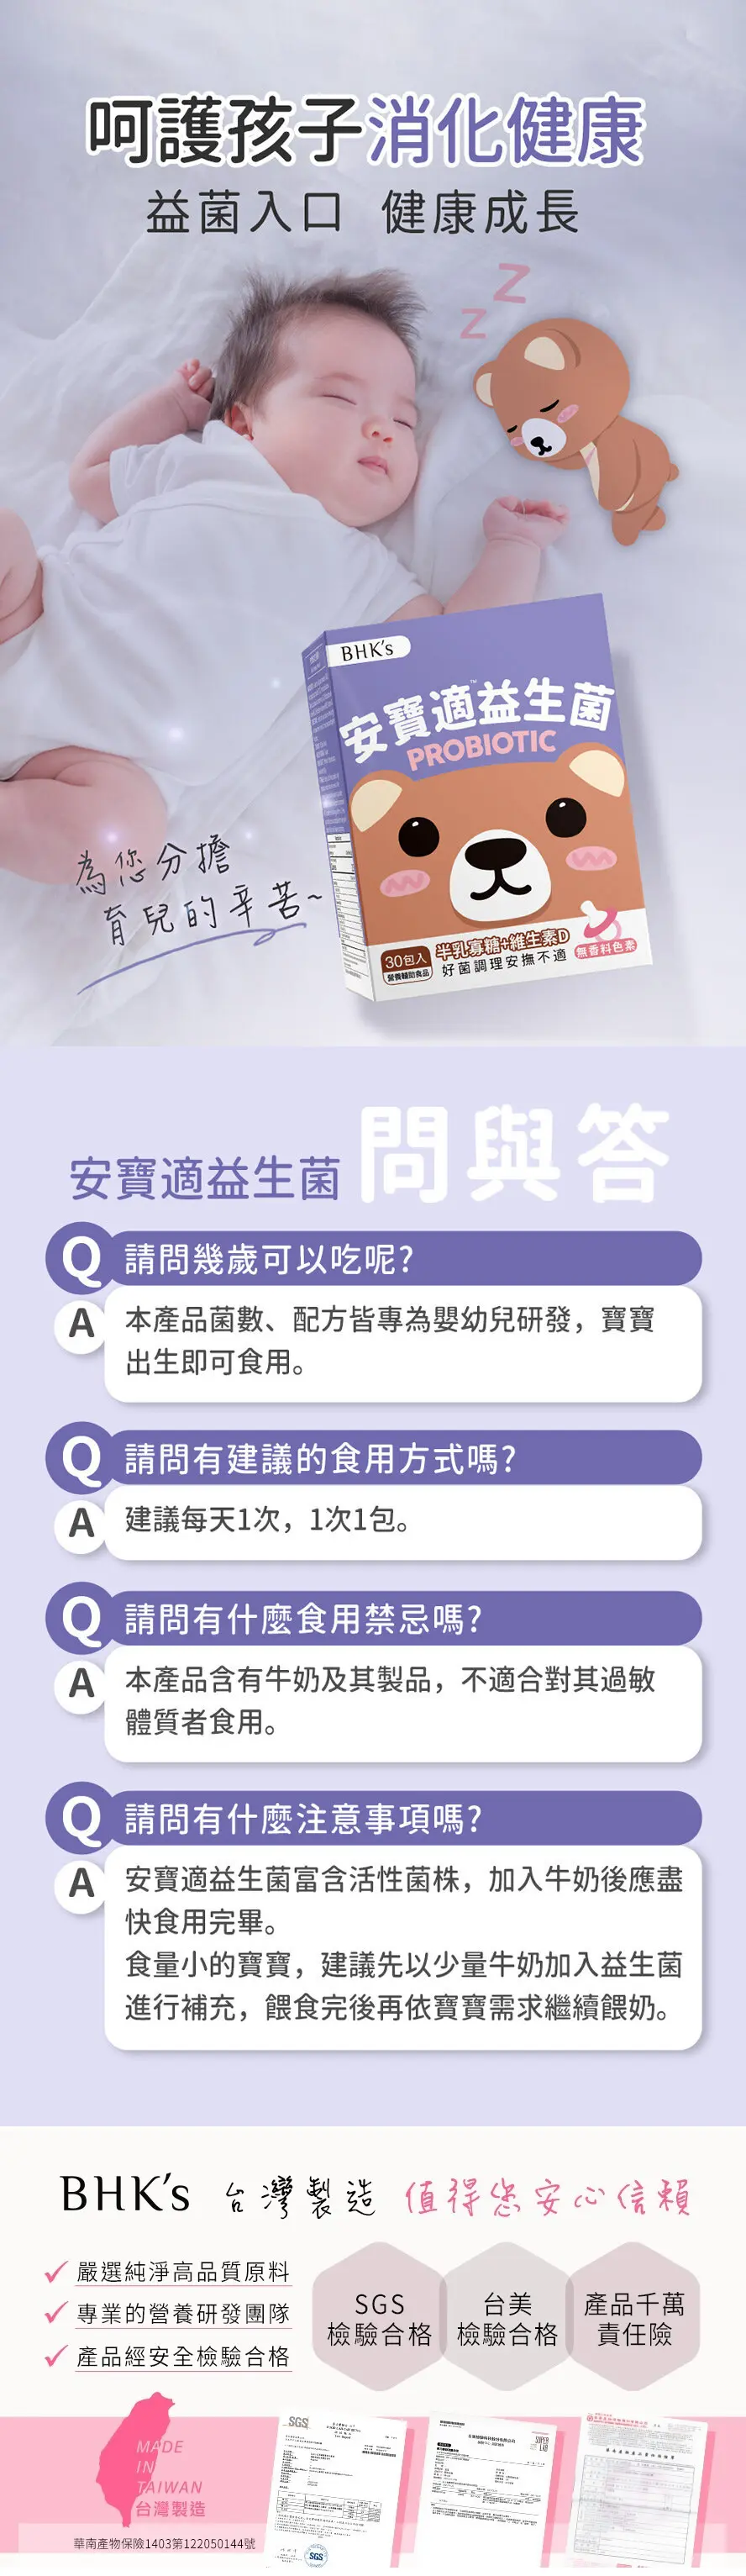 呵護孩子消化健康
益菌入口 健康成長
Z
Z
BHK's
安寶適益生菌
PROBIOTIC
30包入
營養輔助食品
半乳寡糖+維生素D
好菌調理安撫不適
無香料色素
為您分擔
育兒的辛苦~
安寶適益生菌 問與答
Q 請問幾歲可以吃呢?
A 本產品菌數、配方皆專為嬰幼兒研發，寶寶
出生即可食用。
Q 請問有建議的食用方式嗎?
A 建議每天1次，1次1包。
Q 請問有什麼食用禁忌嗎?
A 本產品含有牛奶及其製品，不適合對其過敏
體質者食用。
Q 請問有什麼注意事項嗎?
A 安寶適益生菌富含活性菌株，加入牛奶後應盡
快食用完畢。
食量小的寶寶，建議先以少量牛奶加入益生菌
進行補充，餵食完後再依寶寶需求繼續餵奶。
BHK's 台灣製造 值得您安心信賴
嚴選純淨高品質原料
專業的營養研發團隊
產品經安全檢驗合格
SGS
檢驗合格
台美
檢驗合格
產品千萬
責任險
MADE
IN
TAIWAN
台灣製造
華南產物保險1403第122050144號
SGS
SUPER
LAB
SGS